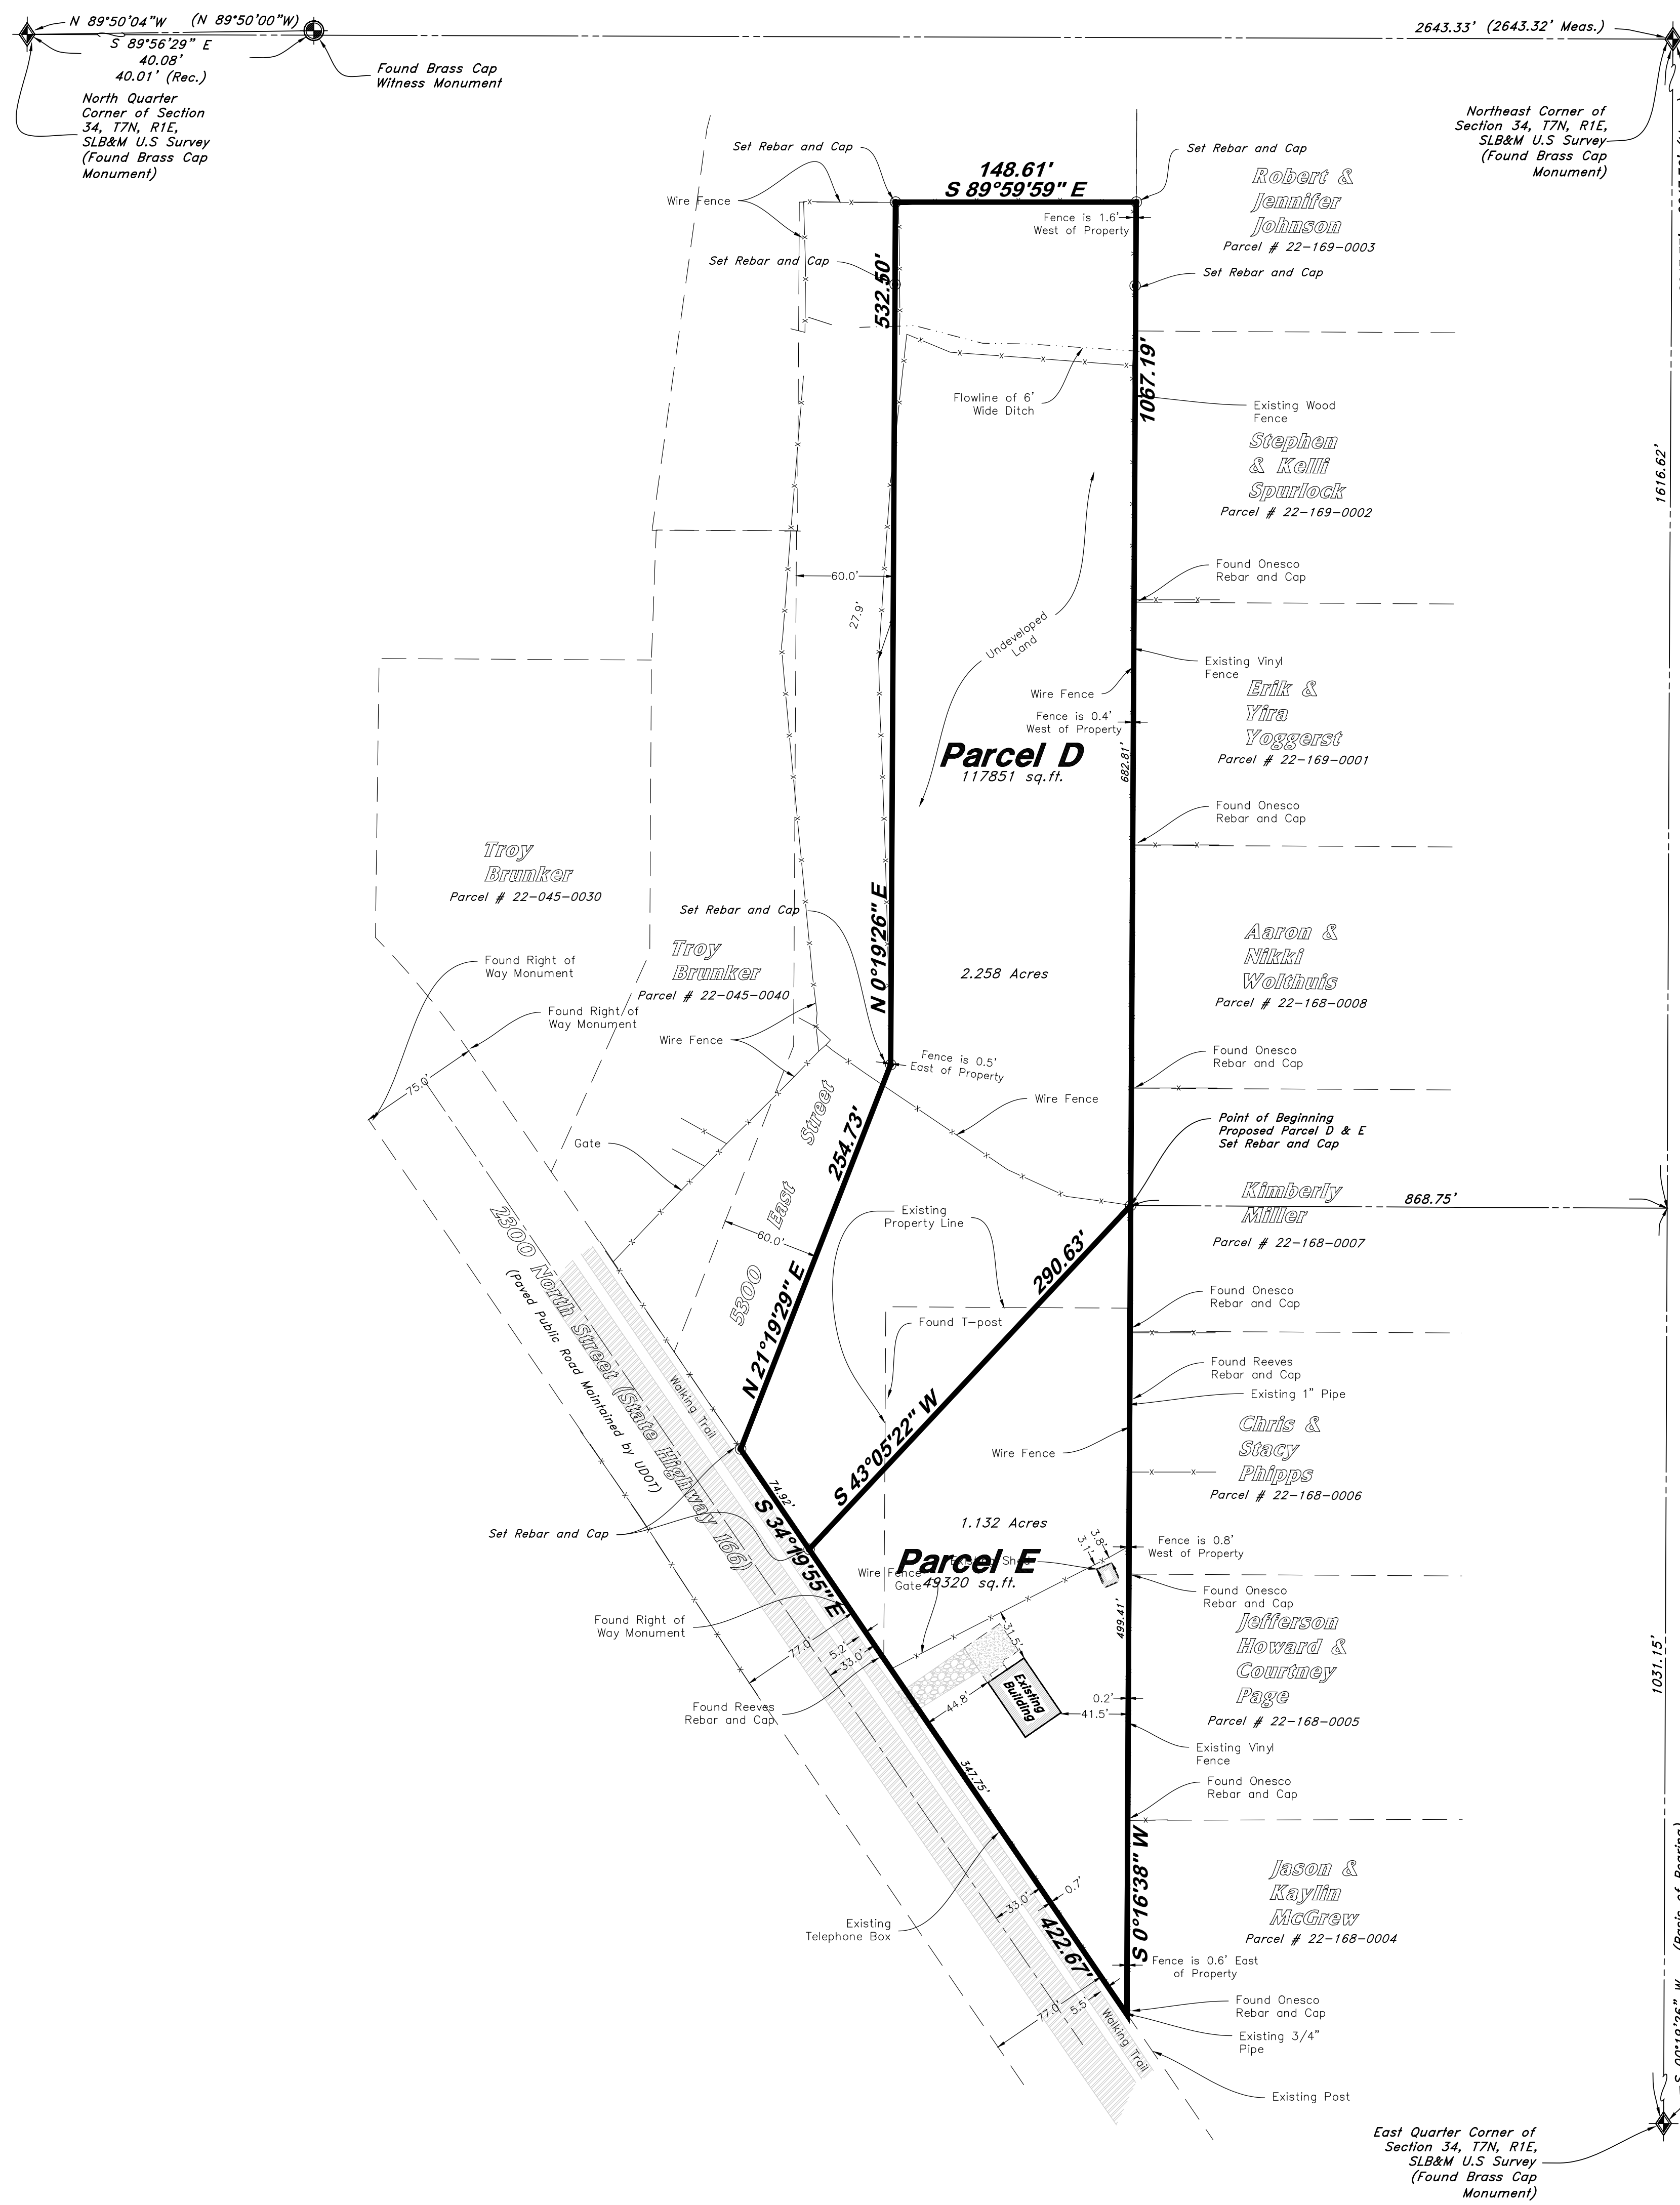 N 89°50'04"W (N 89°50'00"W)
S 89°56'29" E
40.08'
40.01' (Rec.)
North Quarter
Corner of Section
34, T7N, R1E,
SLB&M U.S Survey
(Found Brass Cap
Monument)
Found Brass Cap
Witness Monument
2643.33' (2643.32' Meas.)
Northeast Corner of
Section 34, T7N, R1E,
SLB&M U.S Survey
(Found Brass Cap
Monument)
Set Rebar and Cap
148.61'
S 89°59'59" E
Set Rebar and Cap
Wire Fence
Fence is 1.6'
West of Property
Robert &
Jennifer
Johnson
Parcel # 22-169-0003
Set Rebar and Cap
532.50'
Set Rebar and Cap
1067.19'
Flowline of 6'
Wide Ditch
Existing Wood
Fence
Stephen
& Kelli
Spurlock
Parcel # 22-169-0002
1616.62'
60.0'
27.9'
Found Onesco
Rebar and Cap
Undeveloped
Land
Existing Vinyl
Fence
Wire Fence
Erik &
Yira
Yoggerst
Parcel # 22-169-0001
Fence is 0.4'
West of Property
682.81'
Parcel D
117851 sq.ft.
Found Onesco
Rebar and Cap
Troy
Brunker
Parcel # 22-045-0030
Set Rebar and Cap
N 0°19'26" E
Troy
Brunker
Parcel # 22-045-0040
2.258 Acres
Aaron &
Nikki
Wolthuis
Parcel # 22-168-0008
Found Right of
Way Monument
Found Right of
Way Monument
75.0'
Wire Fence
Fence is 0.5'
East of Property
Found Onesco
Rebar and Cap
Wire Fence
Point of Beginning
Proposed Parcel D & E
Set Rebar and Cap
Gate
5300 East Street
254.73'
60.0'
N 21°19'29" E
Existing
Property Line
290.63'
Kimberly
Miller
Parcel # 22-168-0007
868.75'
2300 North Street (State Highway 166)
(Paved Public Road Maintained by UDOT)
Walking Trail
Found Onesco
Rebar and Cap
Found T-post
Found Reeves
Rebar and Cap
Existing 1" Pipe
S 43°05'22" W
Wire Fence
Chris &
Stacy
Phipps
Parcel # 22-168-0006
Set Rebar and Cap
74.92'
S 34°19'55" E
1.132 Acres
Parcel E
49320 sq.ft.
Existing Shed
3.1'
3.8'
Wire Fence
Gate
Fence is 0.8'
West of Property
Found Onesco
Rebar and Cap
499.41'
Jefferson
Howard &
Courtney
Page
Parcel # 22-168-0005
Found Right of
Way Monument
77.0'
5.2'
33.0'
31.5'
Existing
Building
44.8'
41.5'
0.2'
Found Reeves
Rebar and Cap
Existing Vinyl
Fence
1031.15'
347.75'
Found Onesco
Rebar and Cap
S 0°16'38" W
Jason &
Kaylin
McGrew
Parcel # 22-168-0004
Existing
Telephone Box
33.0'
0.7'
422.67'
Fence is 0.6' East
of Property
77.0'
5.5'
Walking Trail
Found Onesco
Rebar and Cap
Existing 3/4"
Pipe
Existing Post
East Quarter Corner of
Section 34, T7N, R1E,
SLB&M U.S Survey
(Found Brass Cap
Monument)